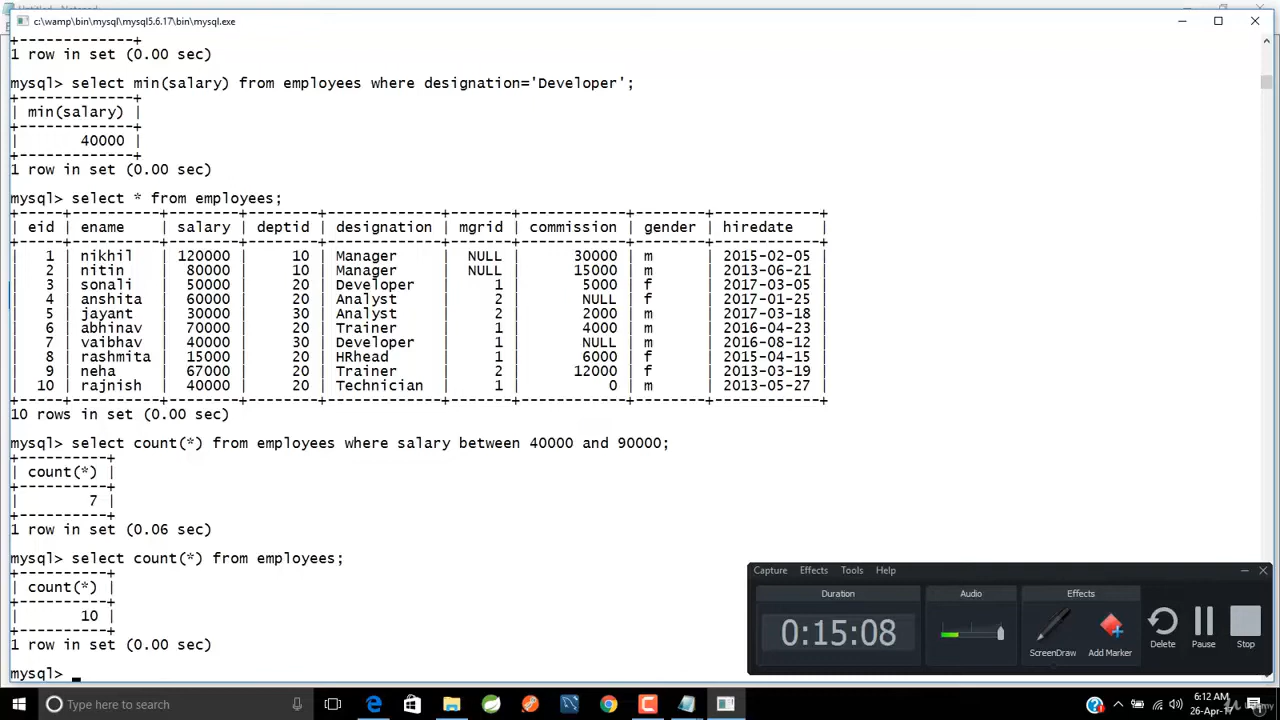 c:\wamp\bin\mysql\mysql5.6.17\bin\mysql.exe
+-------------+
1 row in set (0.00 sec)
mysql> select min(salary) from employees where designation='Developer';
+-------------+
| min(salary) |
+-------------+
|       40000 |
+-------------+
1 row in set (0.00 sec)
mysql> select * from employees;
+-----+----------+--------+--------+-------------+-------+------------+--------+------------+
| eid | ename    | salary | deptid | designation | mgrid | commission | gender | hiredate   |
+-----+----------+--------+--------+-------------+-------+------------+--------+------------+
|   1 | nikhil   | 120000 |     10 | Manager     |  NULL |      30000 | m      | 2015-02-05 |
|   2 | nitin    |  80000 |     10 | Manager     |  NULL |      15000 | m      | 2013-06-21 |
|   3 | sonali   |  50000 |     20 | Developer   |     1 |       5000 | f      | 2017-03-05 |
|   4 | anshita  |  60000 |     20 | Analyst     |     2 |       NULL | f      | 2017-01-25 |
|   5 | jayant   |  30000 |     30 | Analyst     |     2 |       2000 | m      | 2017-03-18 |
|   6 | abhinav  |  70000 |     20 | Trainer     |     1 |       4000 | m      | 2016-04-23 |
|   7 | vaibhav  |  40000 |     30 | Developer   |     1 |       NULL | m      | 2016-08-12 |
|   8 | rashmita |  15000 |     20 | HRhead      |     1 |       6000 | f      | 2015-04-15 |
|   9 | neha     |  67000 |     20 | Trainer     |     2 |      12000 | f      | 2013-03-19 |
|  10 | rajnish  |  40000 |     20 | Technician  |     1 |          0 | m      | 2013-05-27 |
+-----+----------+--------+--------+-------------+-------+------------+--------+------------+
10 rows in set (0.00 sec)
mysql> select count(*) from employees where salary between 40000 and 90000;
+----------+
| count(*) |
+----------+
|        7 |
+----------+
1 row in set (0.06 sec)
mysql> select count(*) from employees;
+----------+
| count(*) |
+----------+
|       10 |
+----------+
1 row in set (0.00 sec)
mysql> _
Capture Effects Tools Help
Duration Audio Effects
0:15:08
ScreenDraw Add Marker Delete Pause Stop
Type here to search
6:12 AM
26-Apr-1